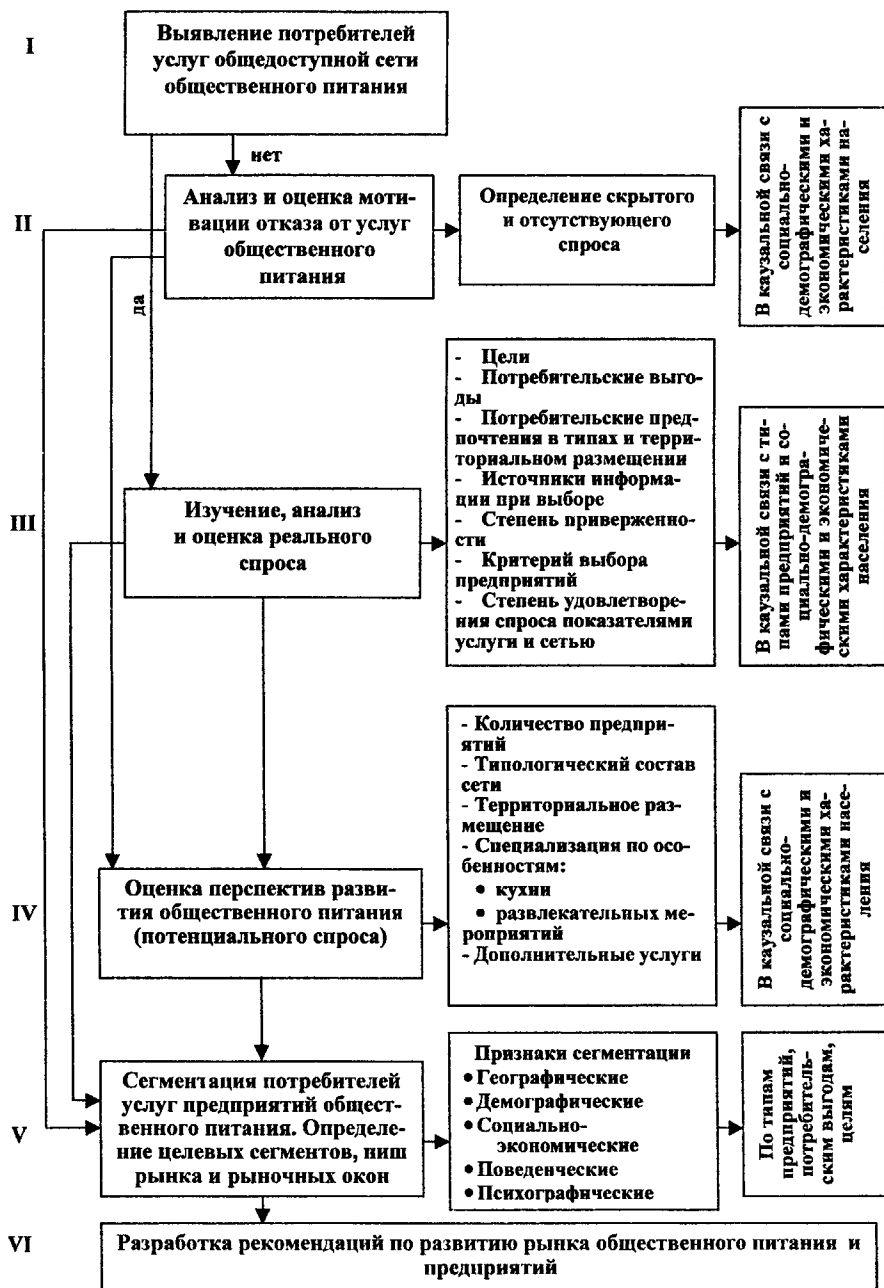 I
Выявление потребителей
услуг общедоступной сети
общественного питания
нет
да
II
Анализ и оценка моти-
вации отказа от услуг
общественного
питания
Определение скрытого
и отсутствующего
спроса
В каузальной связи с
социально-
демографическими и
экономическими ха-
рактеристиками на-
селения
III
Изучение, анализ
и оценка реального
спроса
- Цели
- Потребительские выго-
ды
- Потребительские пред-
почтения в типах и терри-
ториальном размещении
- Источники информа-
ции при выборе
- Степень приверженно-
сти
- Критерий выбора
предприятий
- Степень удовлетворе-
ния спроса показателями
услуги и сетью
В каузальной связи с ти-
пами предприятий и со-
циально-демогра-
фическими и экономиче-
скими характеристиками
населения
IV
Оценка перспектив разви-
тия общественного питания
(потенциального спроса)
- Количество предпри-
ятий
- Типологический состав
сети
- Территориальное раз-
мещение
- Специализация по осо-
бенностям:
• кухни
• развлекательных ме-
роприятий
- Дополнительные услуги
В каузальной связи с
социально-
демографическими и
экономическими ха-
рактеристиками насе-
ления
V
Сегментация потребителей
услуг предприятий общест-
венного питания. Определе-
ние целевых сегментов, ниш
рынка и рыночных окон
Признаки сегментации
• Географические
• Демографические
• Социально-
экономические
• Поведенческие
• Психографические
По типам
предприятий,
потребитель-
ским выгодам,
целям
VI
Разработка рекомендаций по развитию рынка общественного питания и
предприятий